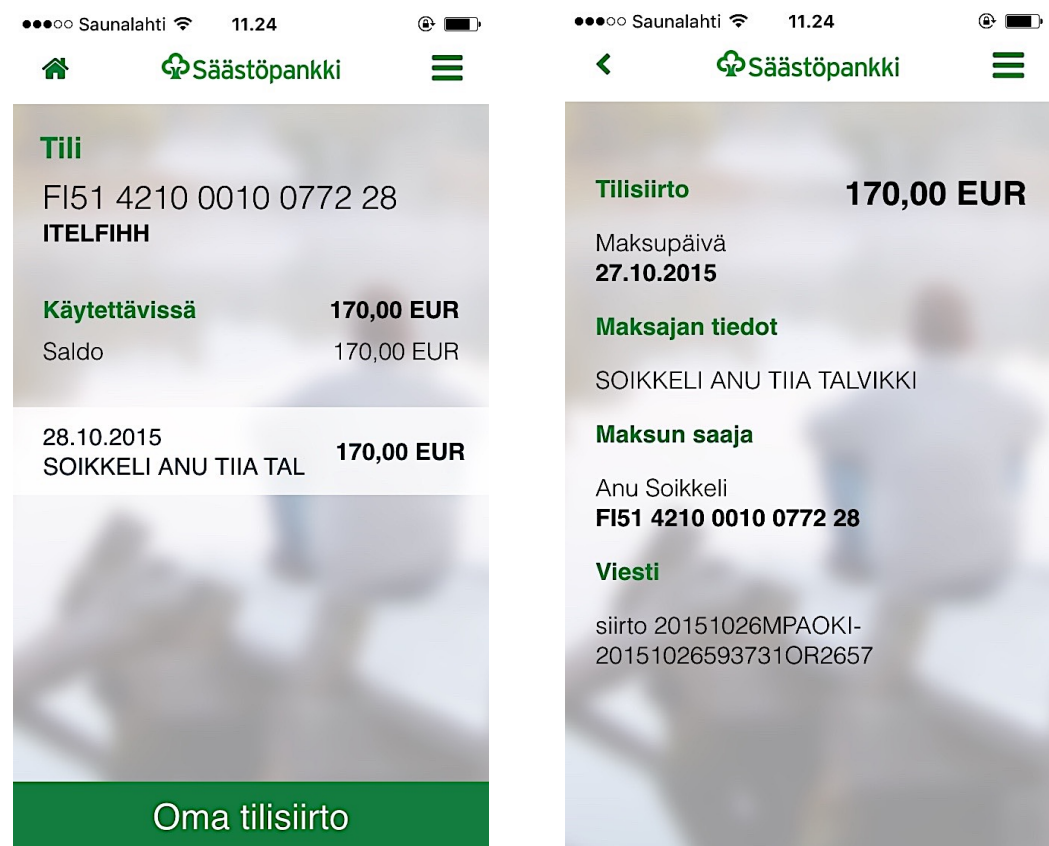 Saunalahti 11.24
Säästöpankki
Tili
FI51 4210 0010 0772 28
ITELFIHH
Käytettävissä 170,00 EUR
Saldo 170,00 EUR
28.10.2015
SOIKKELI ANU TIIA TAL 170,00 EUR
Oma tilisiirto
Saunalahti 11.24
Säästöpankki
Tilisiirto 170,00 EUR
Maksupäivä
27.10.2015
Maksajan tiedot
SOIKKELI ANU TIIA TALVIKKI
Maksun saaja
Anu Soikkeli
FI51 4210 0010 0772 28
Viesti
siirto 20151026MPAOKI-
20151026593731OR2657